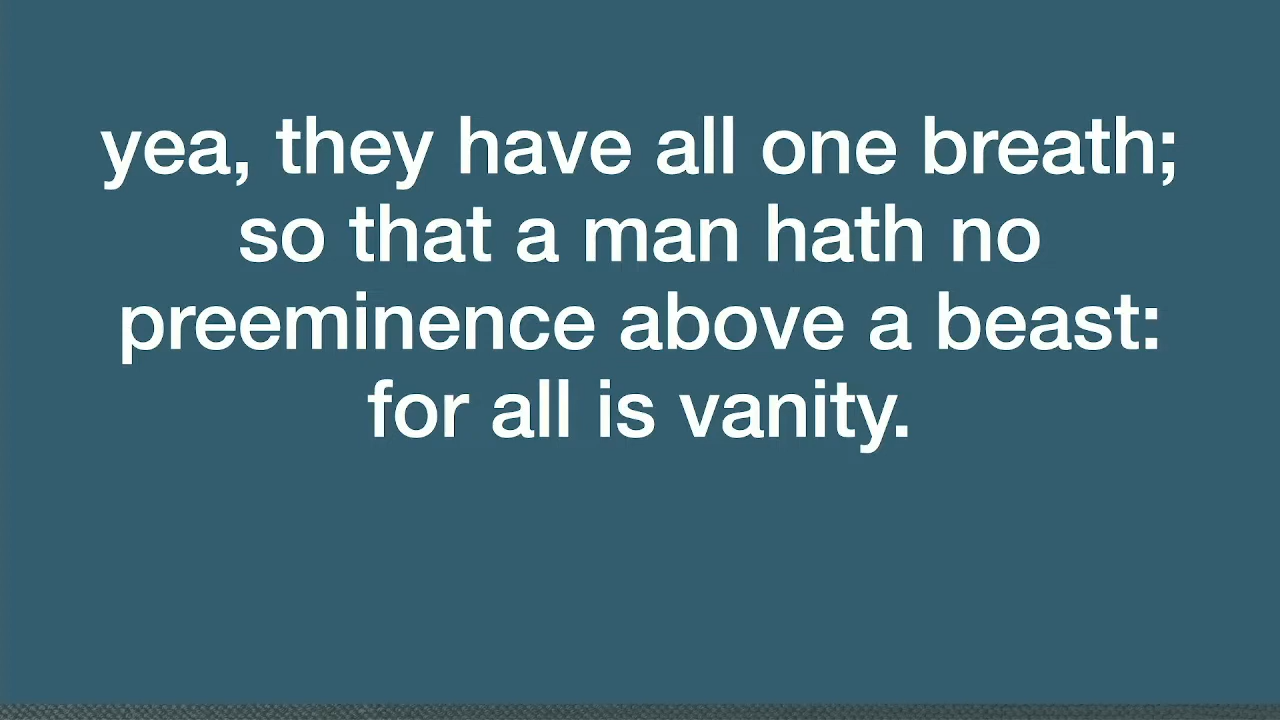 yea, they have all one breath;
so that a man hath no
preeminence above a beast:
for all is vanity.